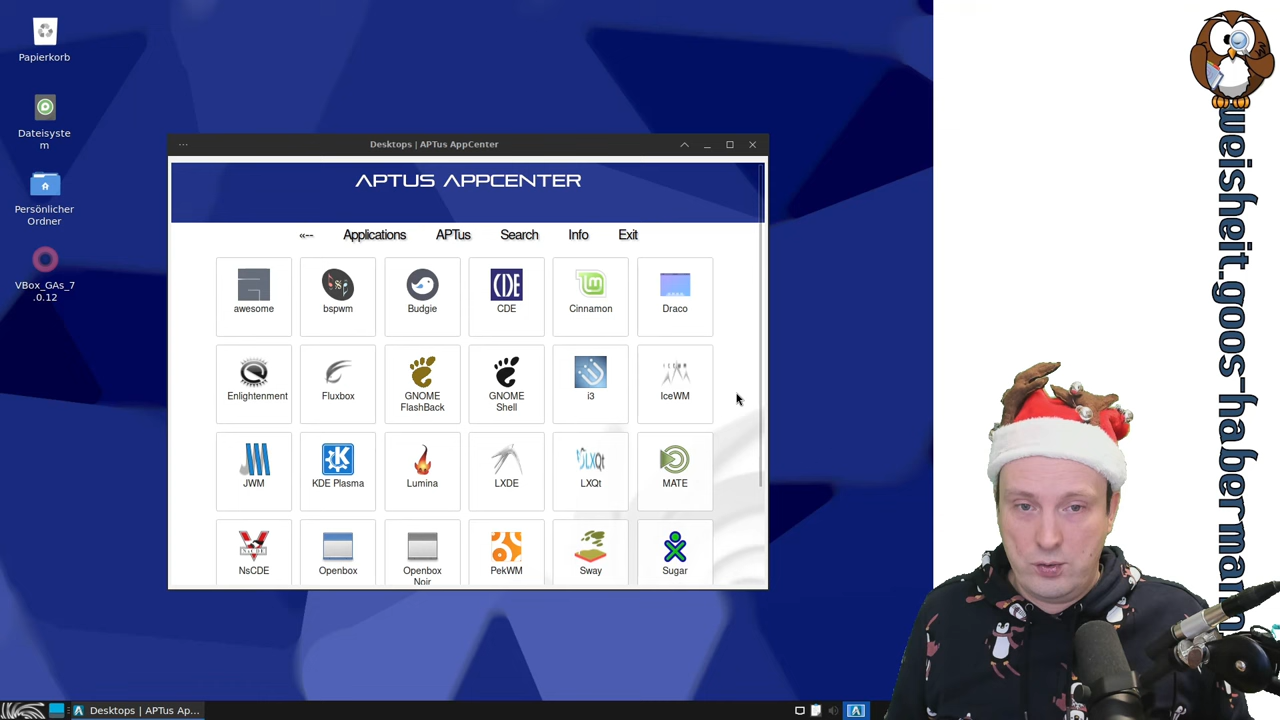 Papierkorb
Dateisyste
m
Persönlicher
Ordner
VBox_GAs_7
.0.12
Desktops | APTus AppCenter
APTUS APPCENTER
«-- Applications APTus Search Info Exit
awesome bspwm Budgie CDE Cinnamon Draco
CDE
Enlightenment Fluxbox GNOME FlashBack GNOME Shell i3 IceWM
JWM KDE Plasma Lumina LXDE LXQt MATE
NsCDE Openbox Openbox Noir PekWM Sway Sugar
Desktops | APTus Ap...
weisheit.goos-habermann